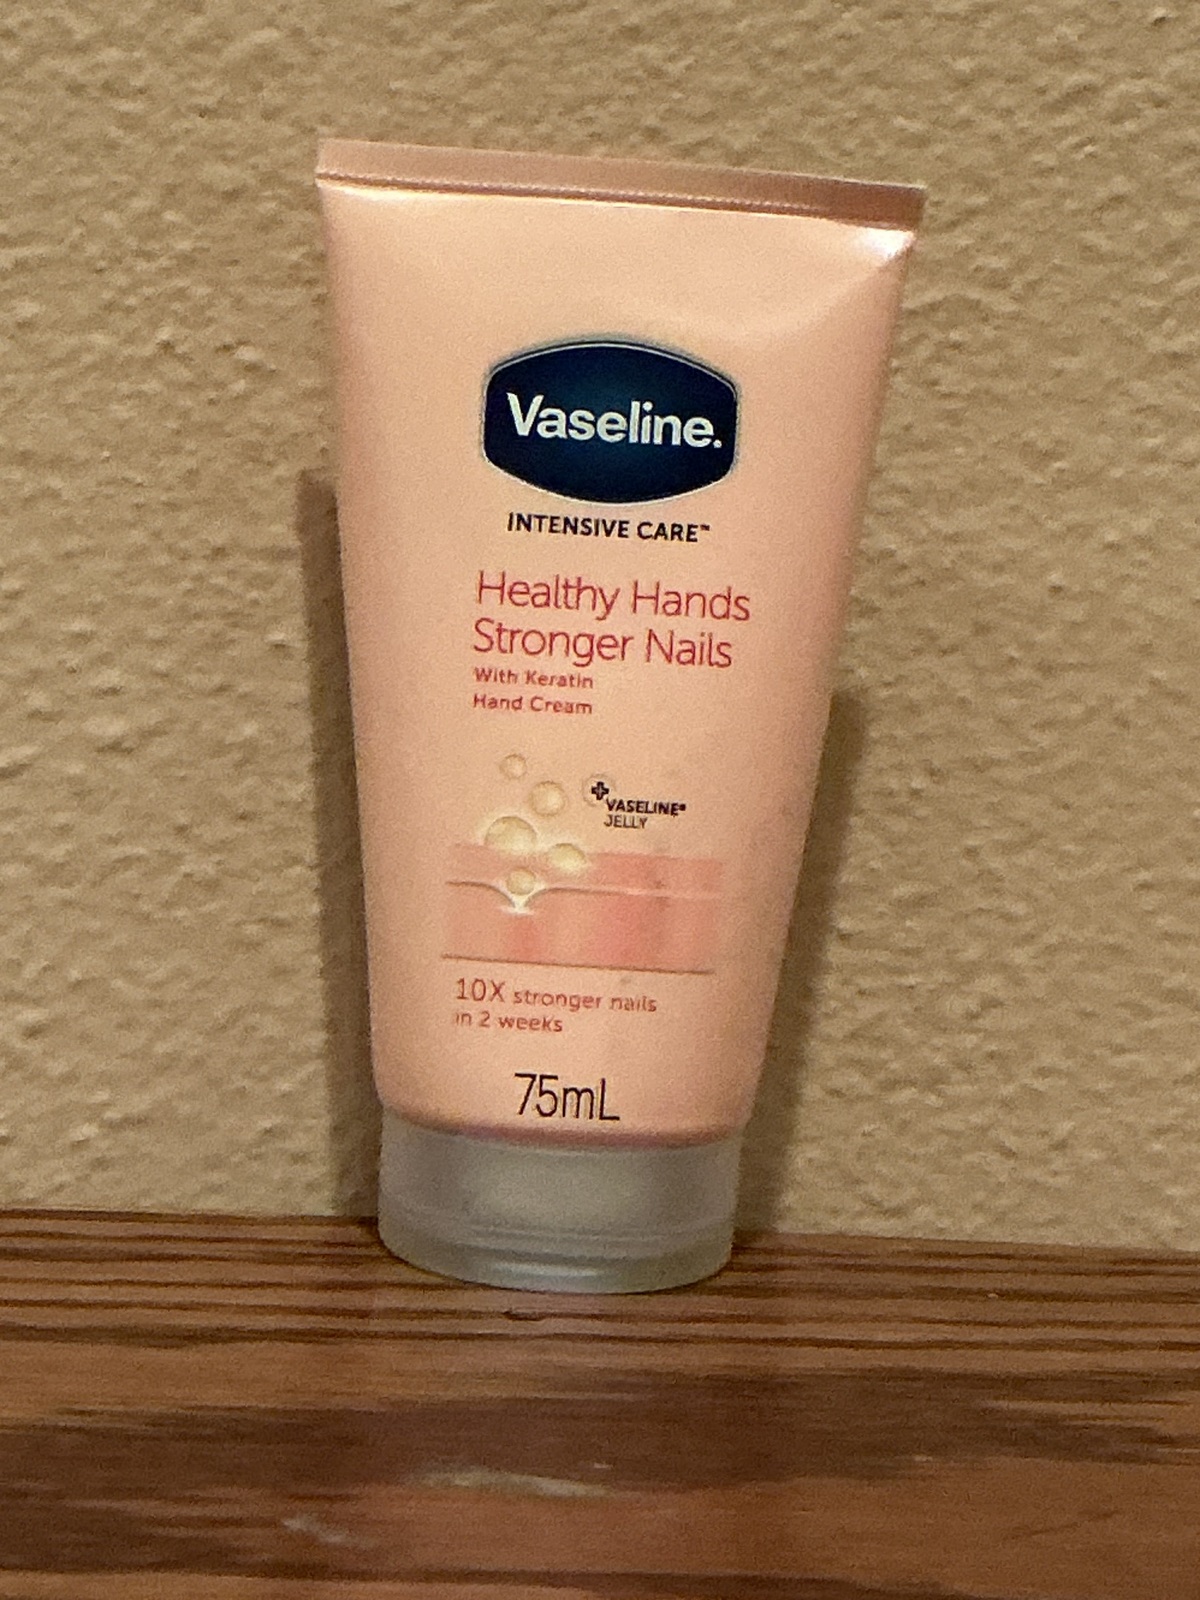 Vaseline.
INTENSIVE CARE™
Healthy Hands
Stronger Nails
With Keratin
Hand Cream
VASELINE®
JELLY
10X stronger nails
in 2 weeks
75mL